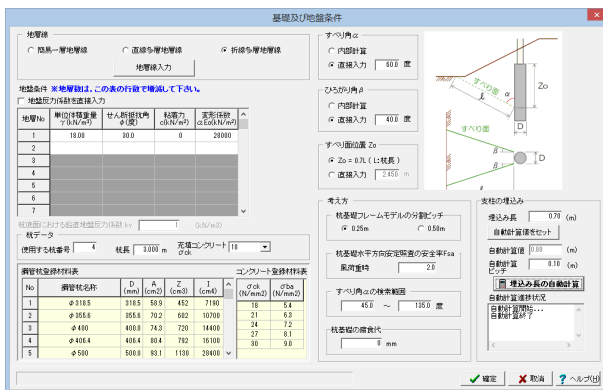 基礎及び地盤条件
地層線
簡易一層地層線 直線多層地層線 折線多層地層線
地層線入力
地盤条件 ※地層数は、この表の行数で増減して下さい。
地盤反力係数を直接入力
地層No 単位体積重量 γ(kN/m³) せん断抵抗角 φ(度) 粘着力 c(kN/m²) 変形係数 αEo(kN/m²)
1 18.00 30.0 0 28000
2
3
4
5
6
7
杭底面における鉛直地盤反力係数 kv 1 (kN/m3)
杭データ
使用する杭番号 4 杭長 3.000 m 充填コンクリート σck 18
鋼管杭登録材料表
No 鋼管杭名称 D (mm) A (cm2) Z (cm3) I (cm4)
1 φ318.5 318.5 58.9 452 7190
2 φ355.6 355.6 70.2 602 10700
3 φ400 400.0 74.3 720 14400
4 φ406.4 406.4 80.4 792 16100
5 φ500 500.0 93.1 1130 28400
コンクリート登録材料表
σck (N/mm2) σba (N/mm2)
18 5.4
21 6.3
24 7.2
27 8.1
30 9.0
すべり角α
内部計算
直接入力 60.0 度
ひろがり角β
内部計算
直接入力 40.0 度
すべり面位置 Zo
Zo = 0.7L ( L:杭長 )
直接入力 2.450 m
すべり面
α
Zo
D
すべり面
β
β
D
考え方
杭基礎フレームモデルの分割ピッチ
0.25m 0.50m
杭基礎水平方向安定照査の安全率Fsa
風荷重時 2.0
すべり角αの検索範囲
45.0 ～ 135.0 度
杭基礎の腐食代
0 mm
支柱の埋込み
埋込み長 0.70 (m)
自動計算値をセット
自動計算値 0.80 (m)
自動計算ピッチ 0.10 (m)
埋込み長の自動計算
自動計算進捗状況
自動計算開始...
自動計算終了
確定 取消 ヘルプ(H)